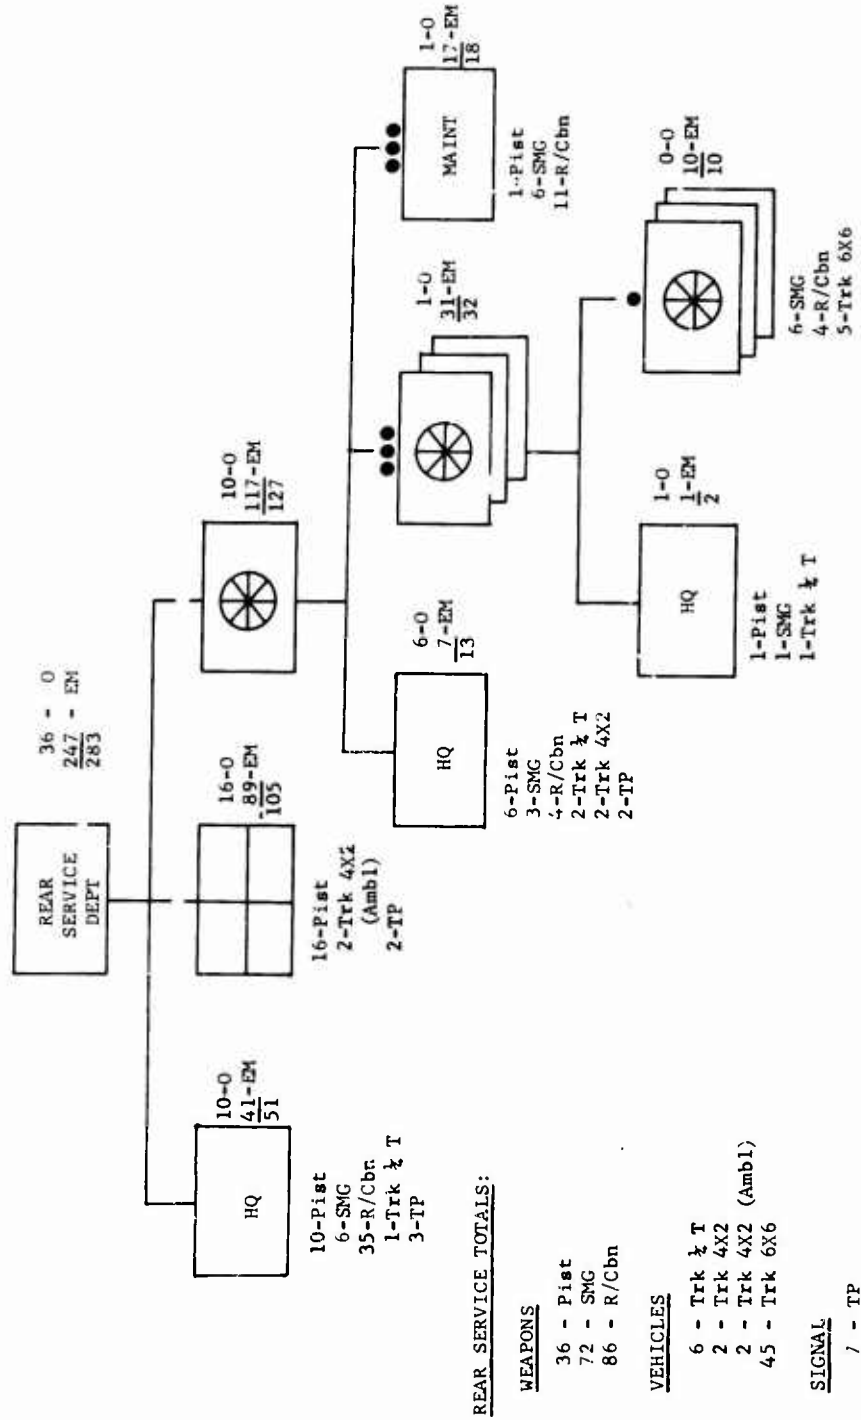 REAR
SERVICE
DEPT
36 - O
247 - EM
283
HQ
10-O
41-EM
51
10-Pist
6-SMG
35-R/Cbn
1-Trk ¼ T
3-TP
16-O
89-EM
105
16-Pist
2-Trk 4X2
(Ambl)
2-TP
10-O
117-EM
127
HQ
6-O
7-EM
13
6-Pist
3-SMG
4-R/Cbn
2-Trk ¼ T
2-Trk 4X2
2-TP
1-O
31-EM
32
MAINT
1-O
17-EM
18
1-Pist
6-SMG
11-R/Cbn
HQ
1-O
1-EM
2
1-Pist
1-SMG
1-Trk ¼ T
0-O
10-EM
10
6-SMG
4-R/Cbn
5-Trk 6X6
REAR SERVICE TOTALS:
WEAPONS
36 - Pist
72 - SMG
86 - R/Cbn
VEHICLES
6 - Trk ¼ T
2 - Trk 4X2
2 - Trk 4X2 (Ambl)
45 - Trk 6X6
SIGNAL
7 - TP